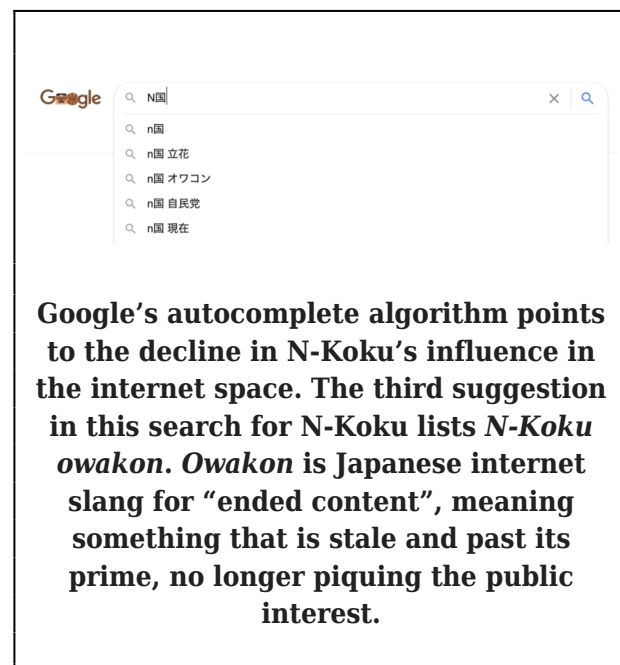 Google
N国
n国
n国 立花
n国 オワコン
n国 自民党
n国 現在
Google’s autocomplete algorithm points
to the decline in N-Koku’s influence in
the internet space. The third suggestion
in this search for N-Koku lists N-Koku
owakon. Owakon is Japanese internet
slang for “ended content”, meaning
something that is stale and past its
prime, no longer piquing the public
interest.